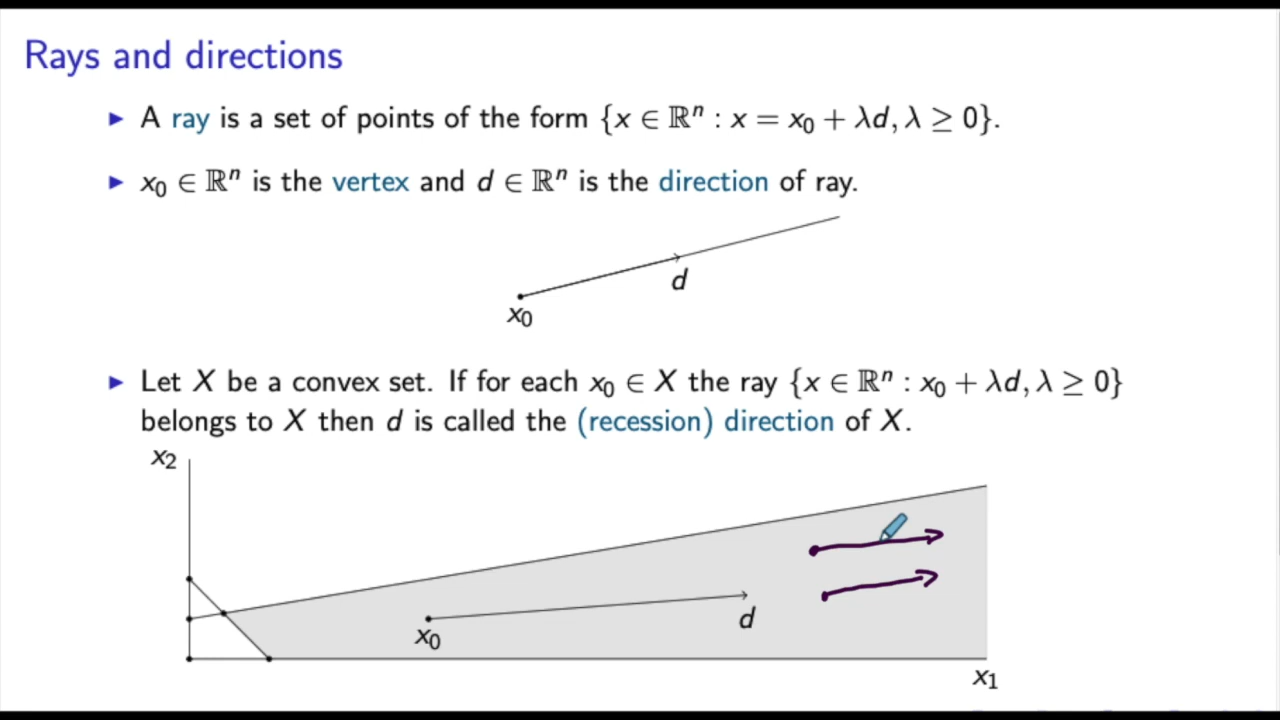 Rays and directions
▶ A ray is a set of points of the form {x ∈ ℝⁿ : x = x₀ + λd, λ ≥ 0}.
▶ x₀ ∈ ℝⁿ is the vertex and d ∈ ℝⁿ is the direction of ray.
d
x₀
▶ Let X be a convex set. If for each x₀ ∈ X the ray {x ∈ ℝⁿ : x₀ + λd, λ ≥ 0}
belongs to X then d is called the (recession) direction of X.
x₂
d
x₀
x₁